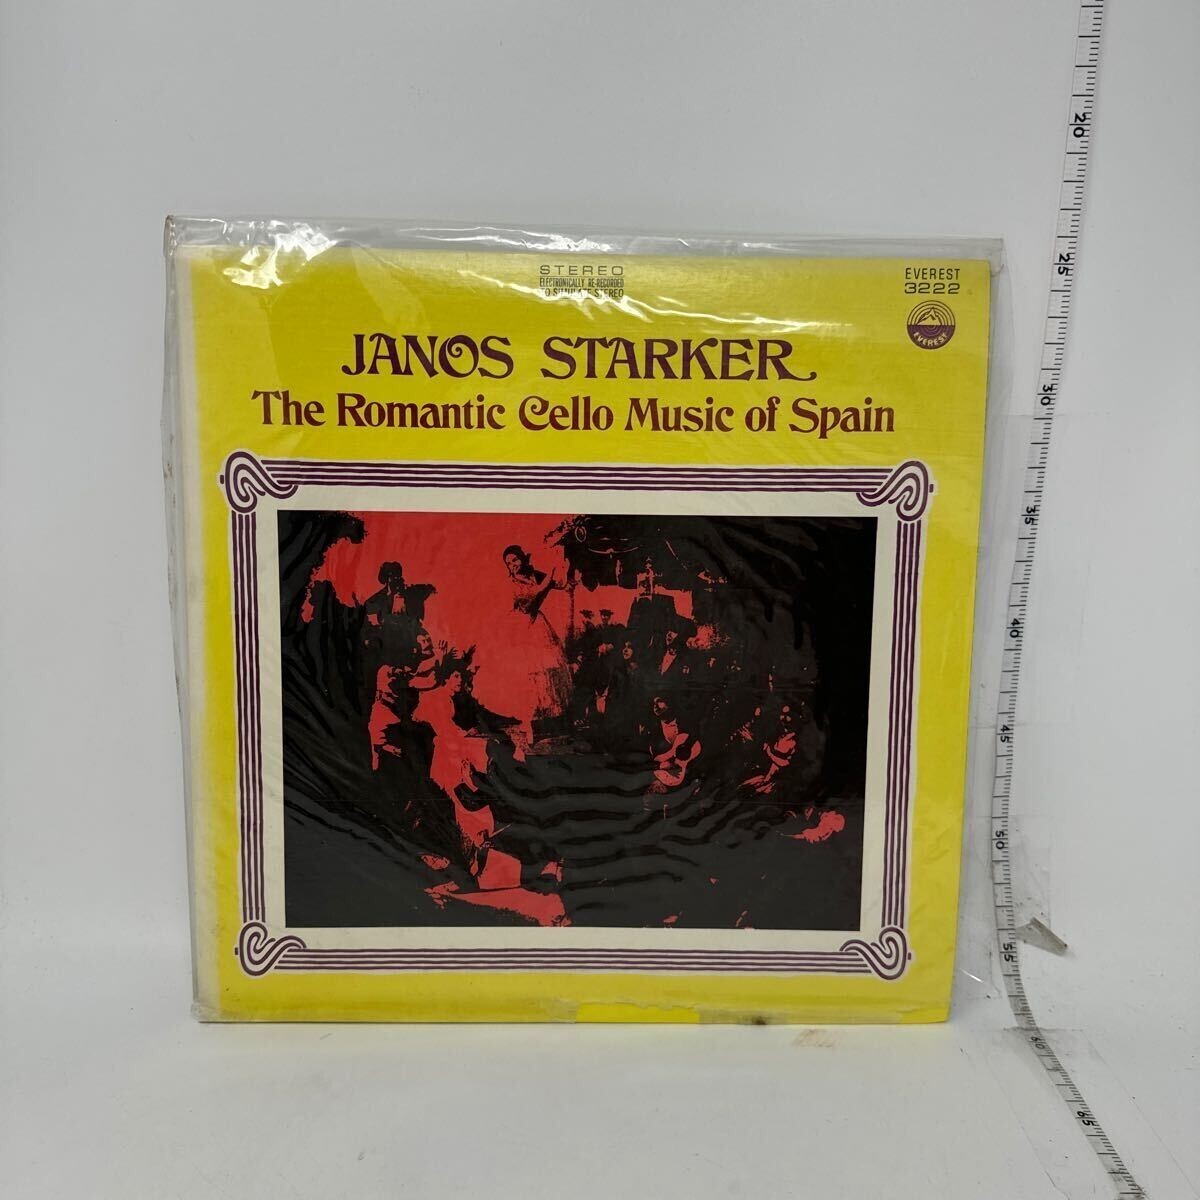 STEREO
ELECTRONICALLY RE-RECORDED
TO SIMULATE STEREO
EVEREST
3222
EVEREST
JANOS STARKER
The Romantic Cello Music of Spain
20
25
30
35
40
45
50
55
60
65